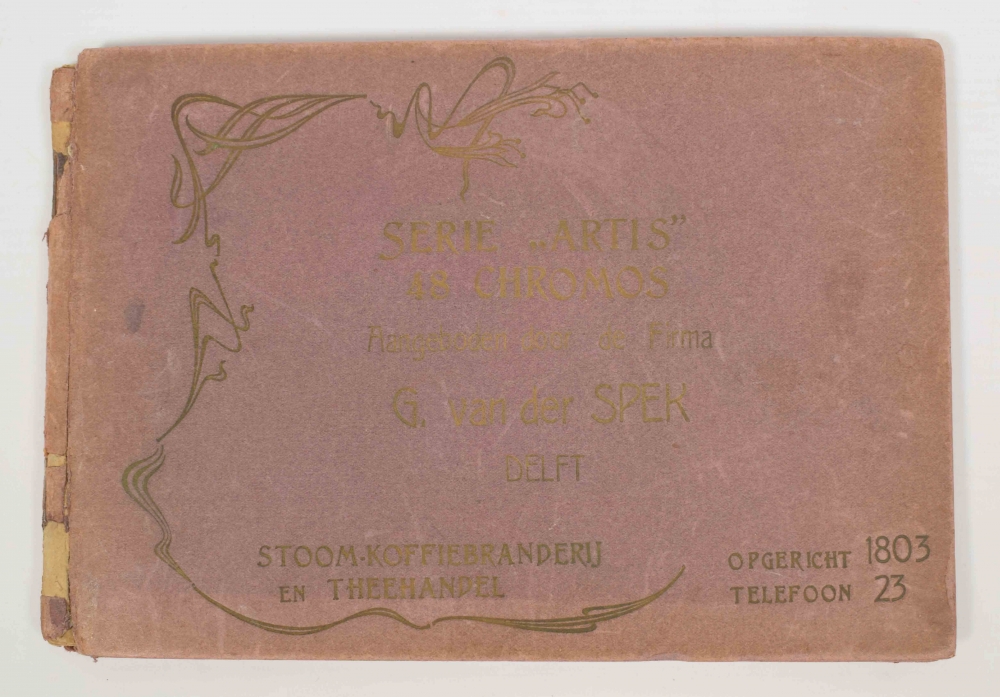 SERIE „ARTIS”
48 CHROMOS
Aangeboden door de Firma
G. van der SPEK
DELFT
STOOM-KOFFIEBRANDERIJ
EN THEEHANDEL
OPGERICHT 1803
TELEFOON 23